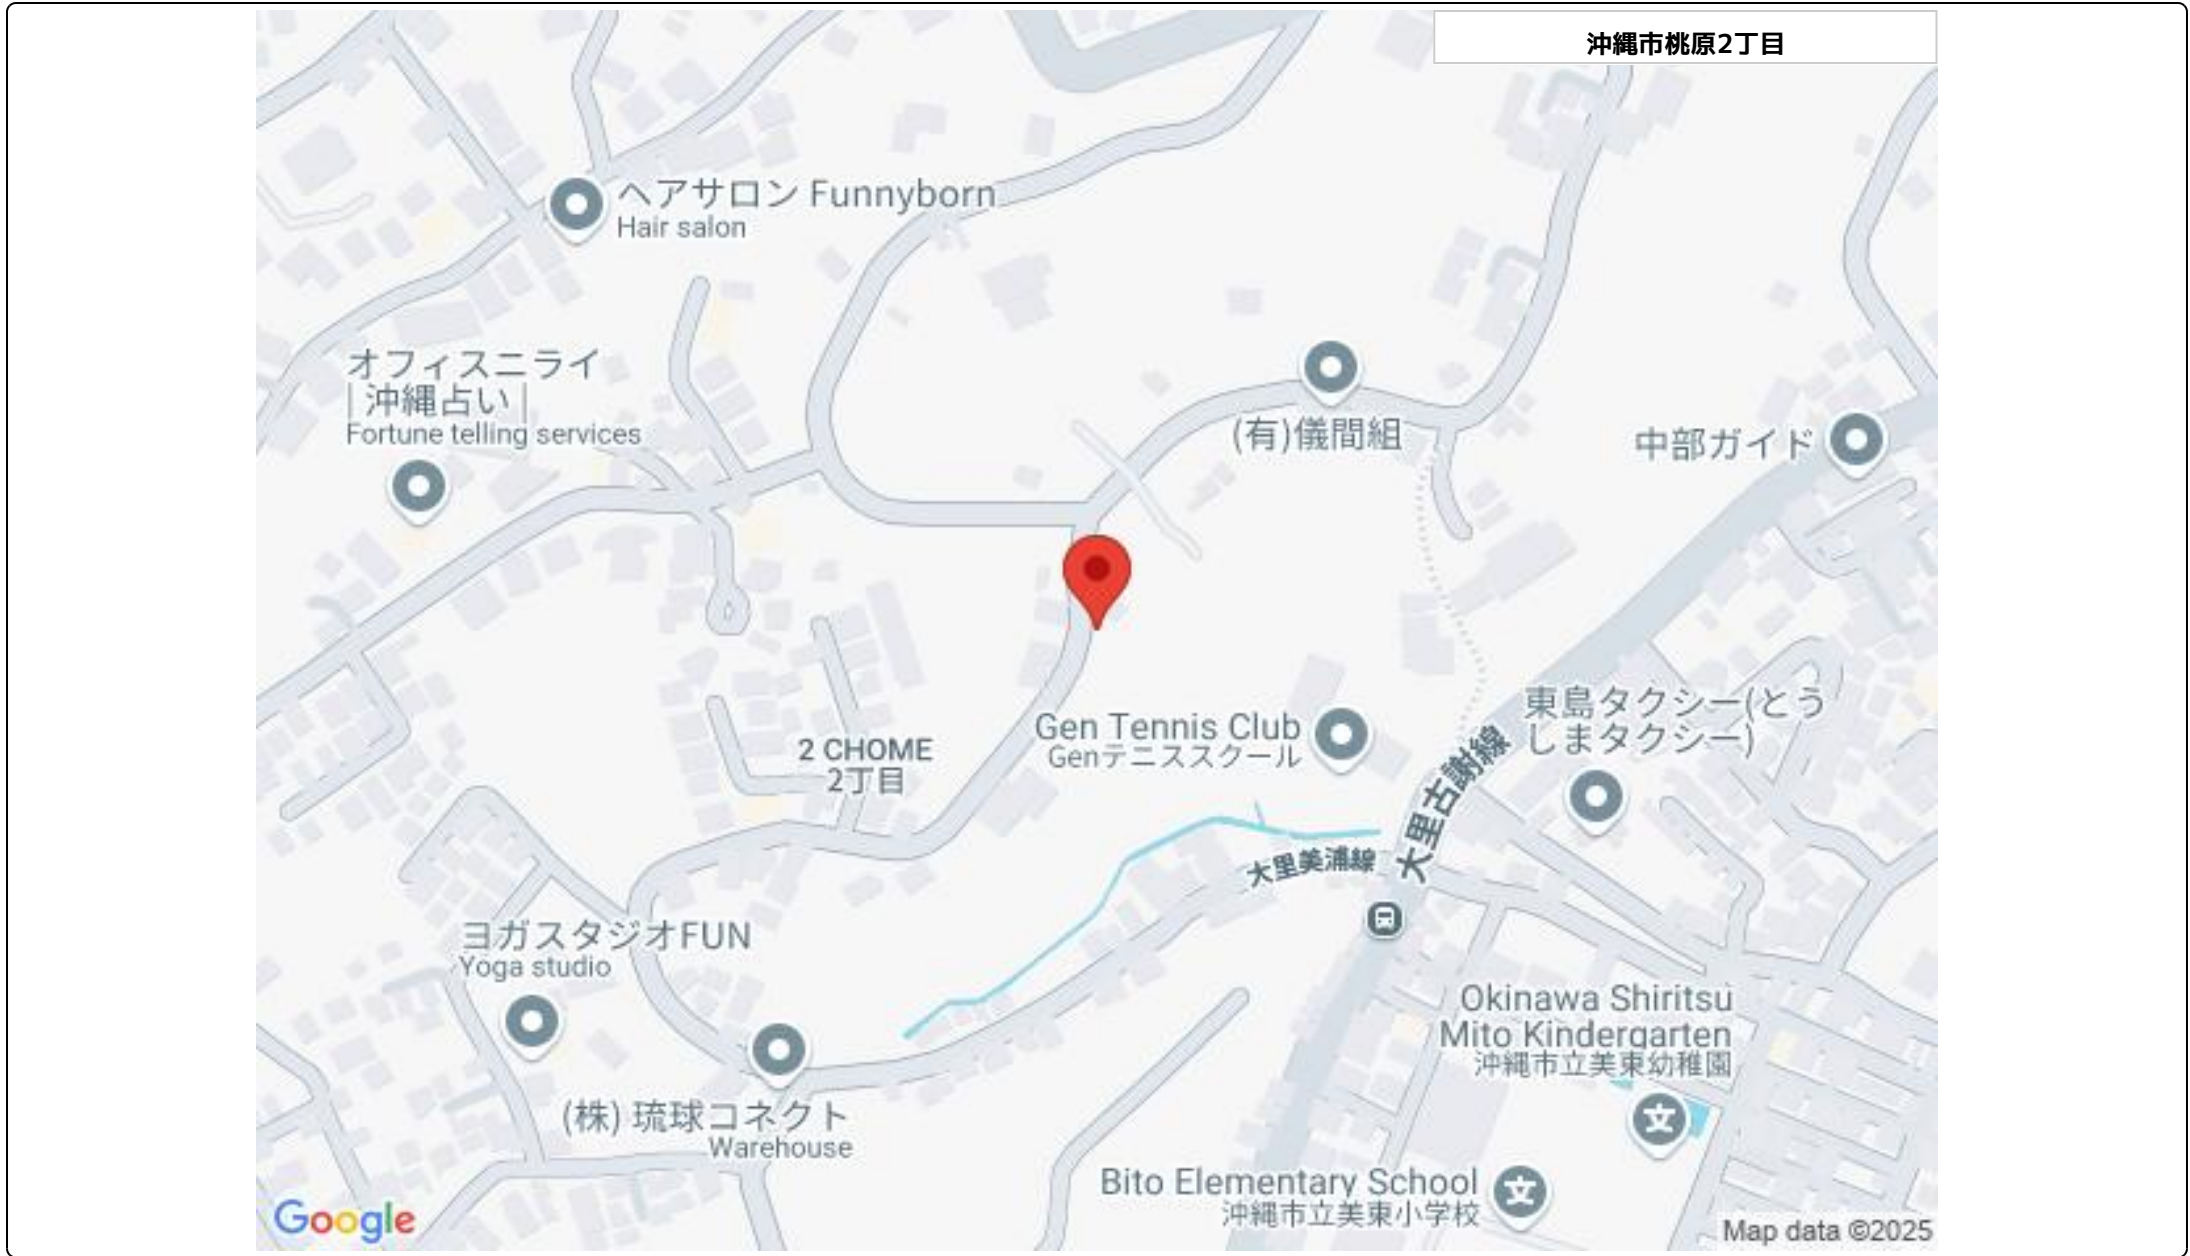 沖縄市桃原2丁目
ヘアサロン Funnyborn
Hair salon
オフィスニライ
| 沖縄占い |
Fortune telling services
(有)儀間組
中部ガイド
東島タクシー(とう
しまタクシー)
Gen Tennis Club
Genテニススクール
2 CHOME
2丁目
大里古謝線
大里美浦線
ヨガスタジオFUN
Yoga studio
Okinawa Shiritsu
Mito Kindergarten
沖縄市立美東幼稚園
文
(株) 琉球コネクト
Warehouse
Bito Elementary School
沖縄市立美東小学校
文
Google
Map data ©2025